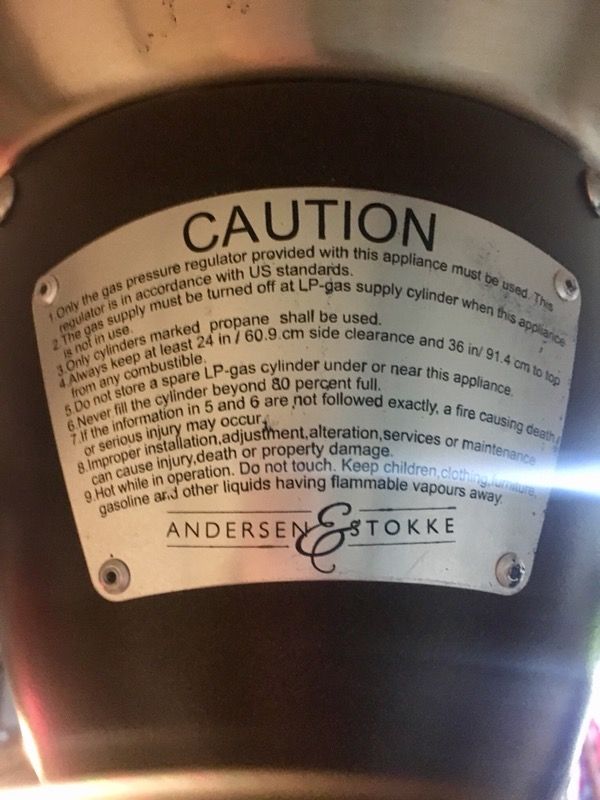 CAUTION
1.Only the gas pressure regulator provided with this appliance must be used. This
regulator is in accordance with US standards.
2.The gas supply must be turned off at LP-gas supply cylinder when this appliance
is not in use.
3.Only cylinders marked propane shall be used.
4.Always keep at least 24 in / 60.9 cm side clearance and 36 in/ 91.4 cm to top
from any combustible.
5.Do not store a spare LP-gas cylinder under or near this appliance.
6.Never fill the cylinder beyond 80 percent full.
7.If the information in 5 and 6 are not followed exactly, a fire causing death
or serious injury may occur.
8.Improper installation,adjustment,alteration,services or maintenance
can cause injury,death or property damage.
9.Hot while in operation. Do not touch. Keep children,clothing,furniture,
gasoline and other liquids having flammable vapours away.
ANDERSEN & STOKKE